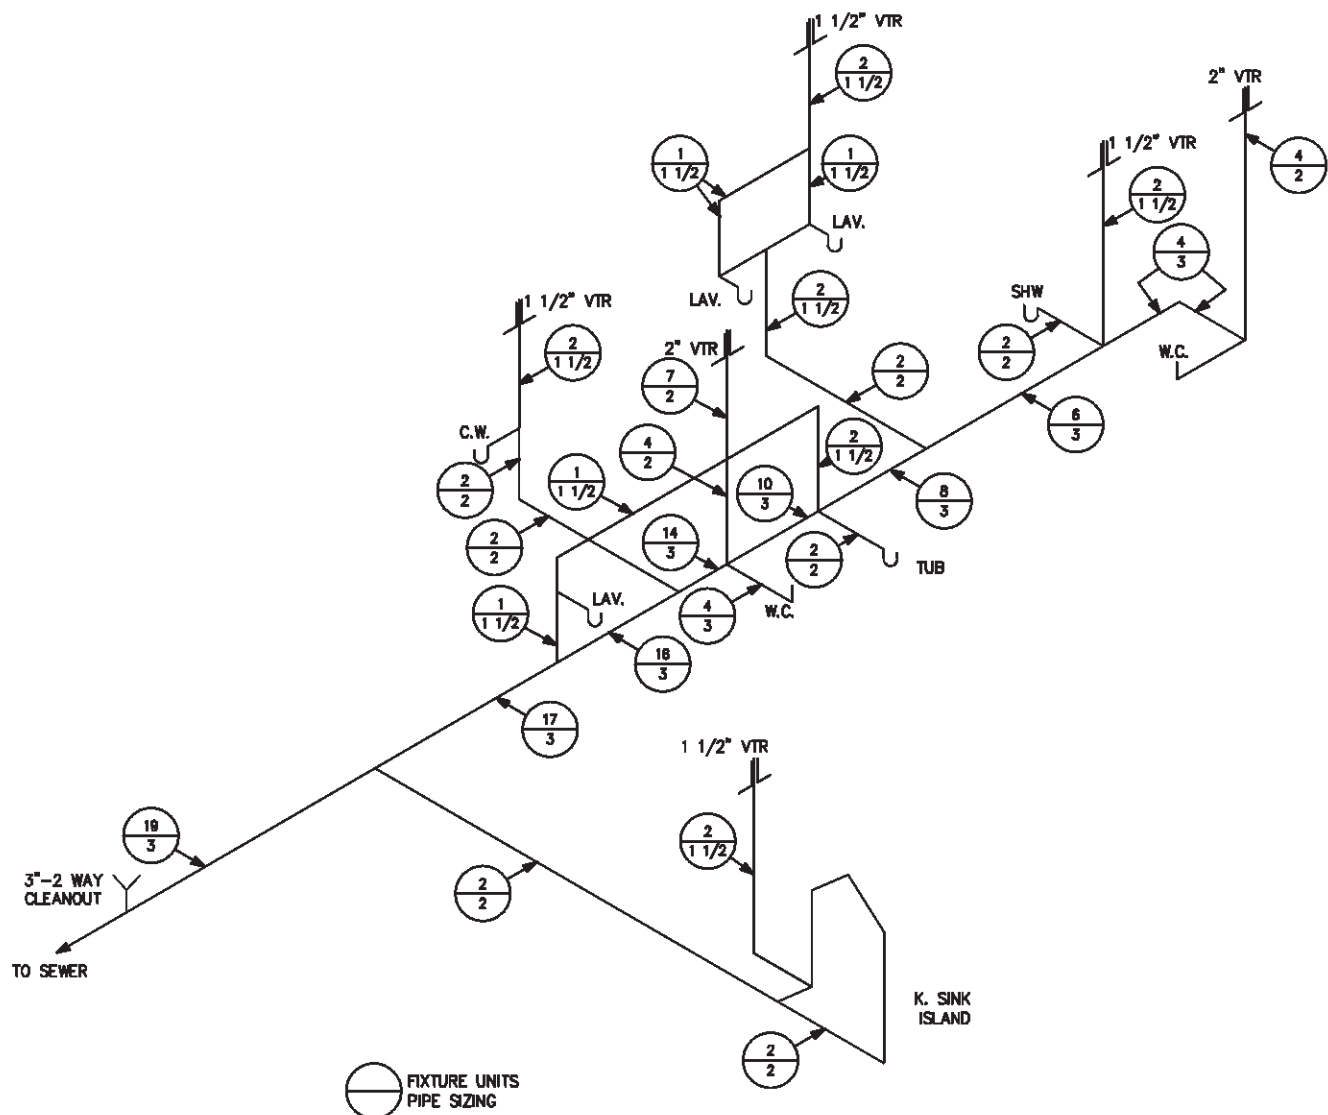 1 1/2" VTR
2
1 1/2
2" VTR
1 1/2" VTR
4
2
1
1 1/2
1
1 1/2
2
1 1/2
LAV.
4
3
LAV.
SHW
2
1 1/2
1 1/2" VTR
2
1 1/2
2" VTR
2
2
W.C.
7
2
2
2
6
3
C.W.
4
2
2
1 1/2
2
2
1
1 1/2
10
3
8
3
2
2
14
3
2
2
TUB
1
1 1/2
LAV.
4
3
W.C.
16
3
17
3
1 1/2" VTR
19
3
2
1 1/2
3"-2 WAY
CLEANOUT
2
2
TO SEWER
K. SINK
ISLAND
2
2
FIXTURE UNITS
PIPE SIZING